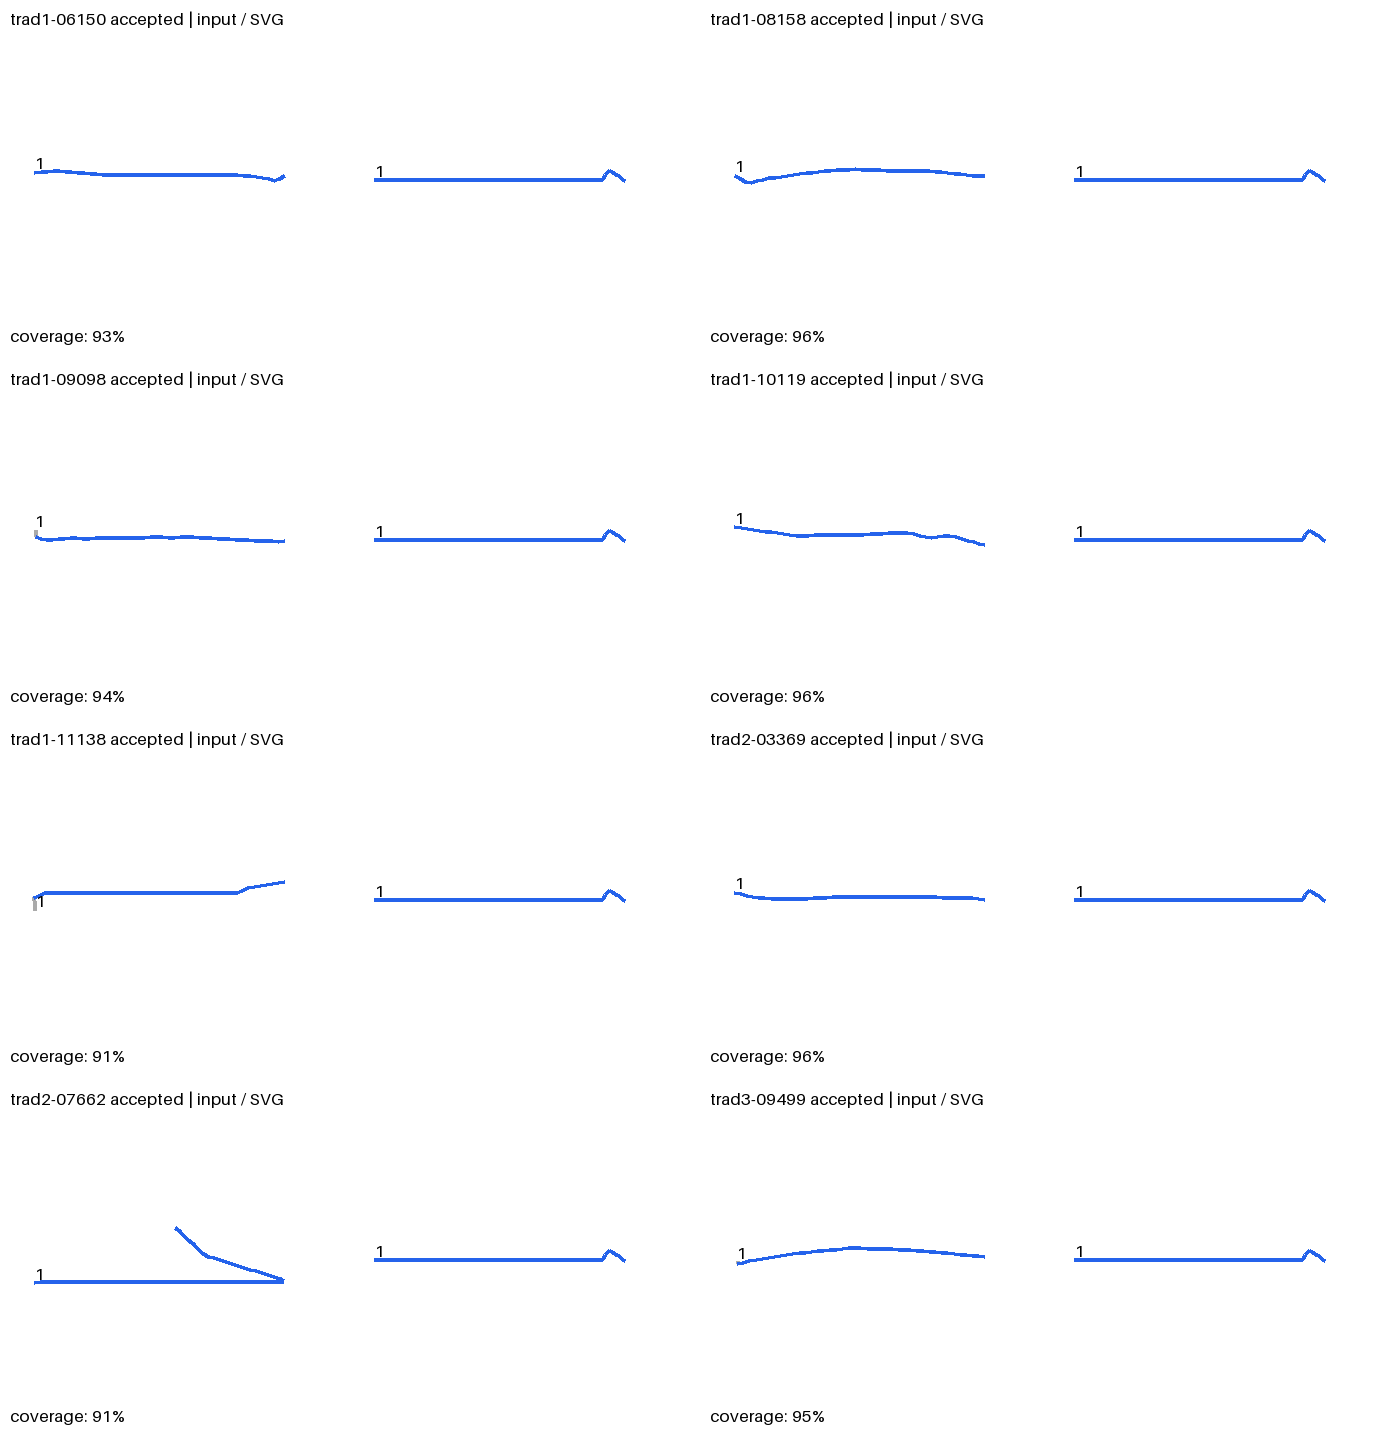 trad1-06150 accepted | input / SVG
trad1-08158 accepted | input / SVG
1
1
1
1
coverage: 93%
coverage: 96%
trad1-09098 accepted | input / SVG
trad1-10119 accepted | input / SVG
1
1
1
1
coverage: 94%
coverage: 96%
trad1-11138 accepted | input / SVG
trad2-03369 accepted | input / SVG
1
1
1
1
coverage: 91%
coverage: 96%
trad2-07662 accepted | input / SVG
trad3-09499 accepted | input / SVG
1
1
1
1
coverage: 91%
coverage: 95%